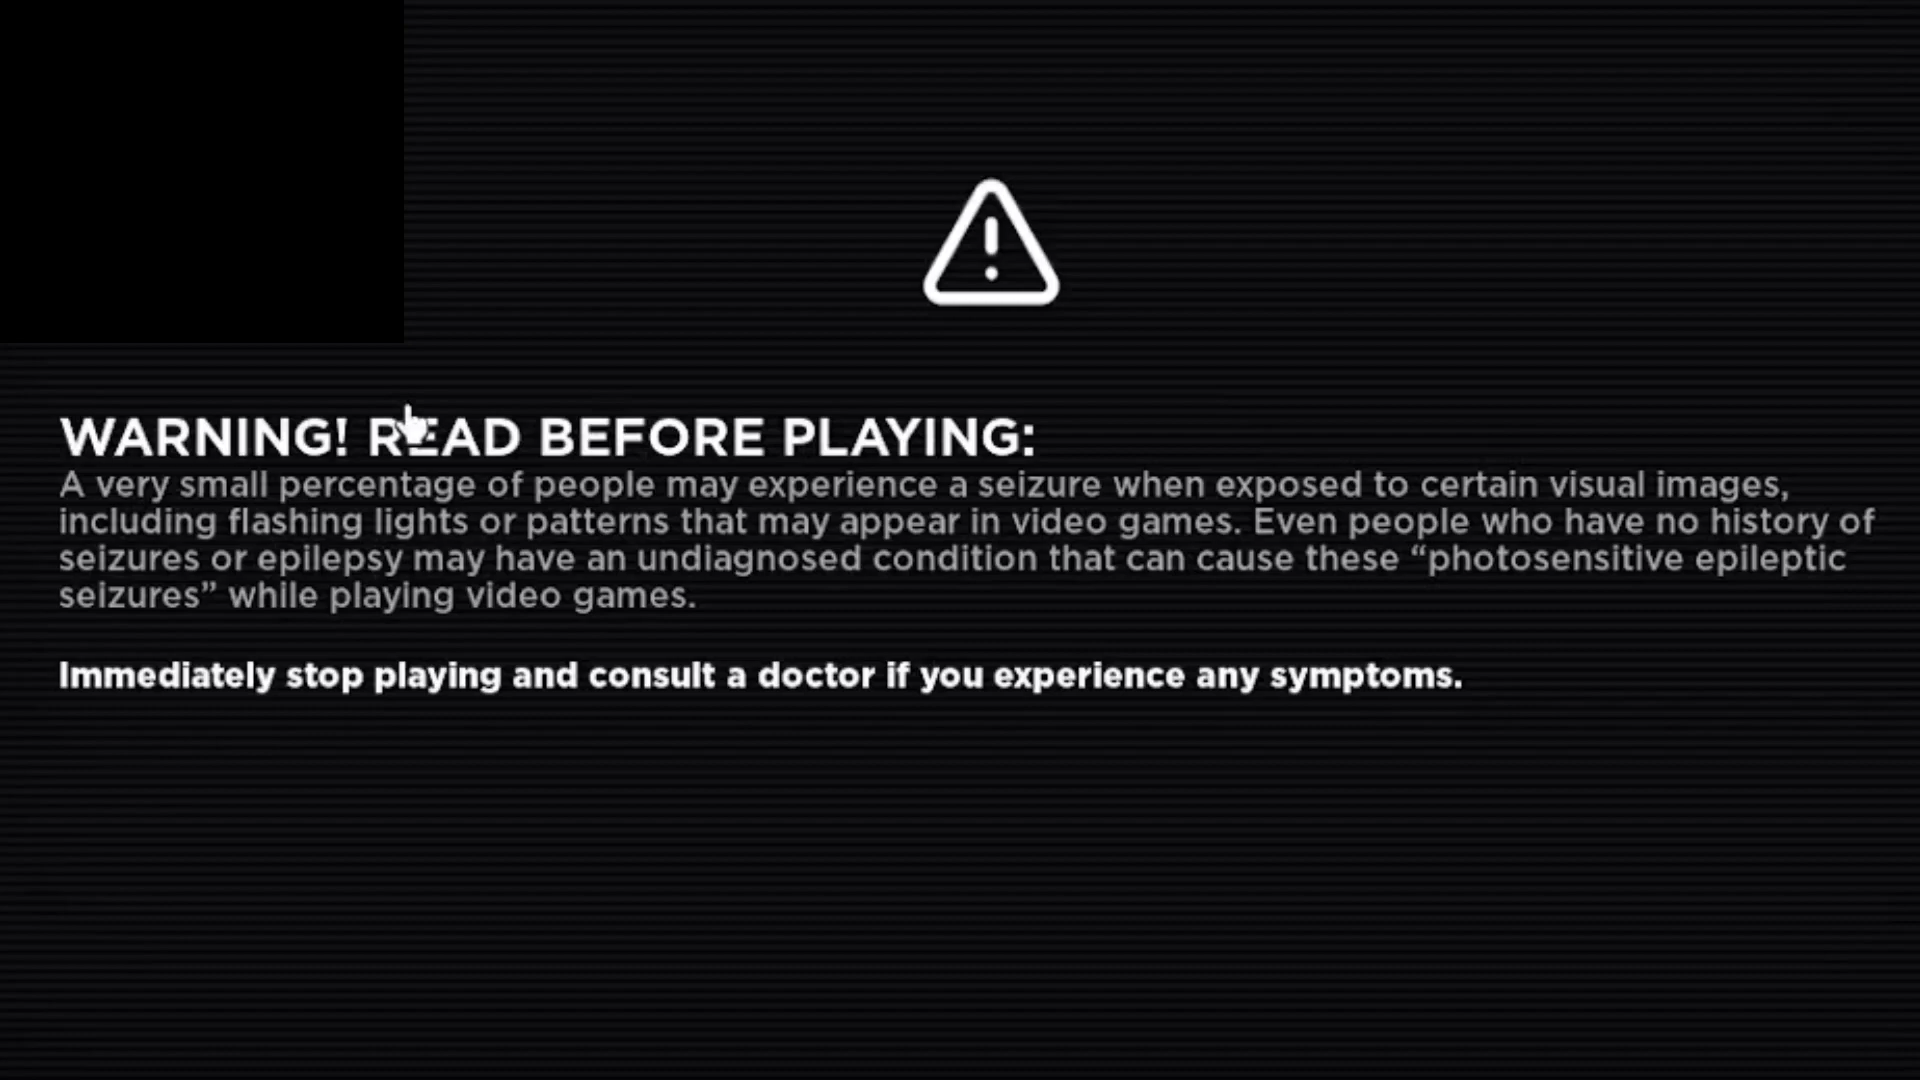 WARNING! READ BEFORE PLAYING:
A very small percentage of people may experience a seizure when exposed to certain visual images,
including flashing lights or patterns that may appear in video games. Even people who have no history of
seizures or epilepsy may have an undiagnosed condition that can cause these “photosensitive epileptic
seizures” while playing video games.
Immediately stop playing and consult a doctor if you experience any symptoms.